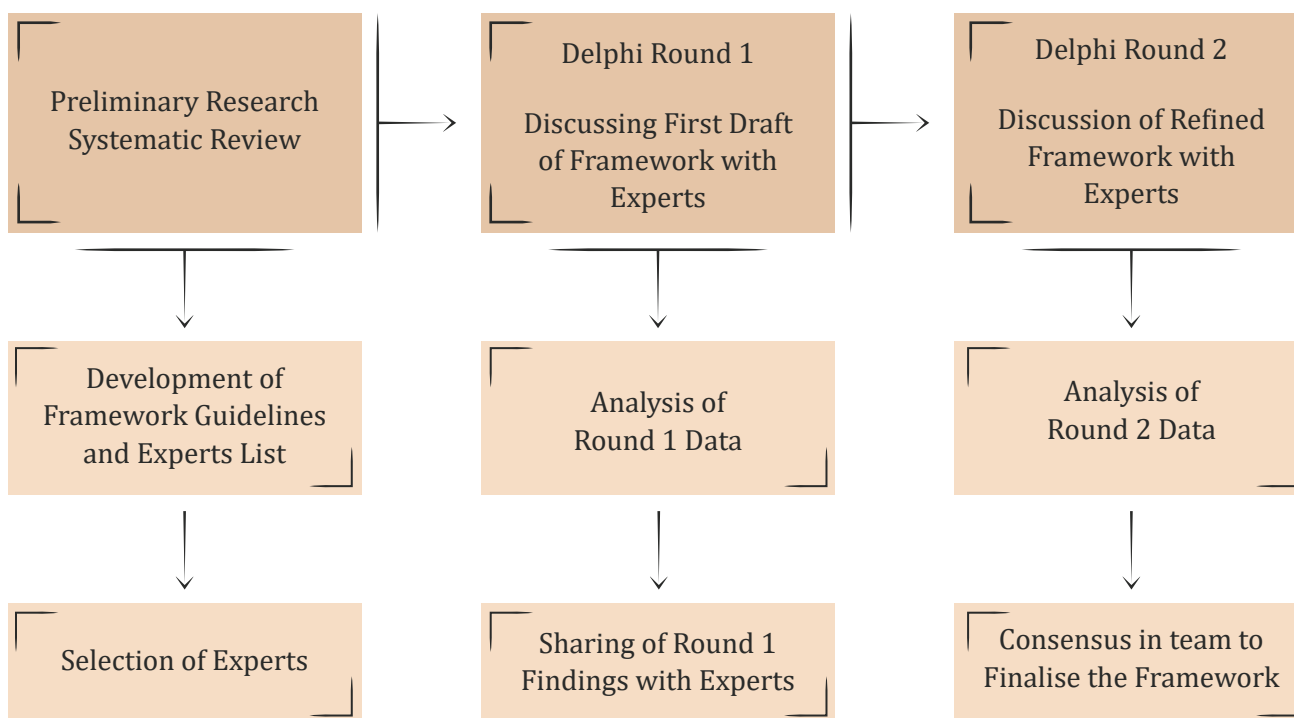 Preliminary Research
Systematic Review
Delphi Round 1
Discussing First Draft
of Framework with
Experts
Delphi Round 2
Discussion of Refined
Framework with
Experts
Development of
Framework Guidelines
and Experts List
Analysis of
Round 1 Data
Analysis of
Round 2 Data
Selection of Experts
Sharing of Round 1
Findings with Experts
Consensus in team to
Finalise the Framework